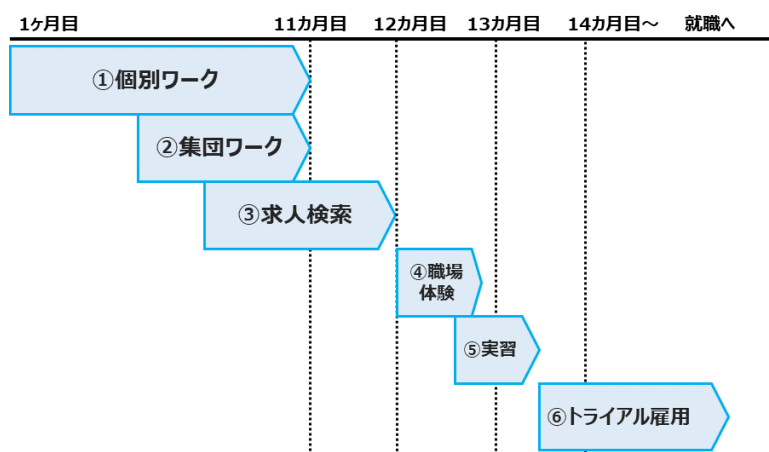 1ヶ月目 11カ月目 12カ月目 13カ月目 14カ月目～ 就職へ
①個別ワーク
②集団ワーク
③求人検索
④職場
体験
⑤実習
⑥トライアル雇用